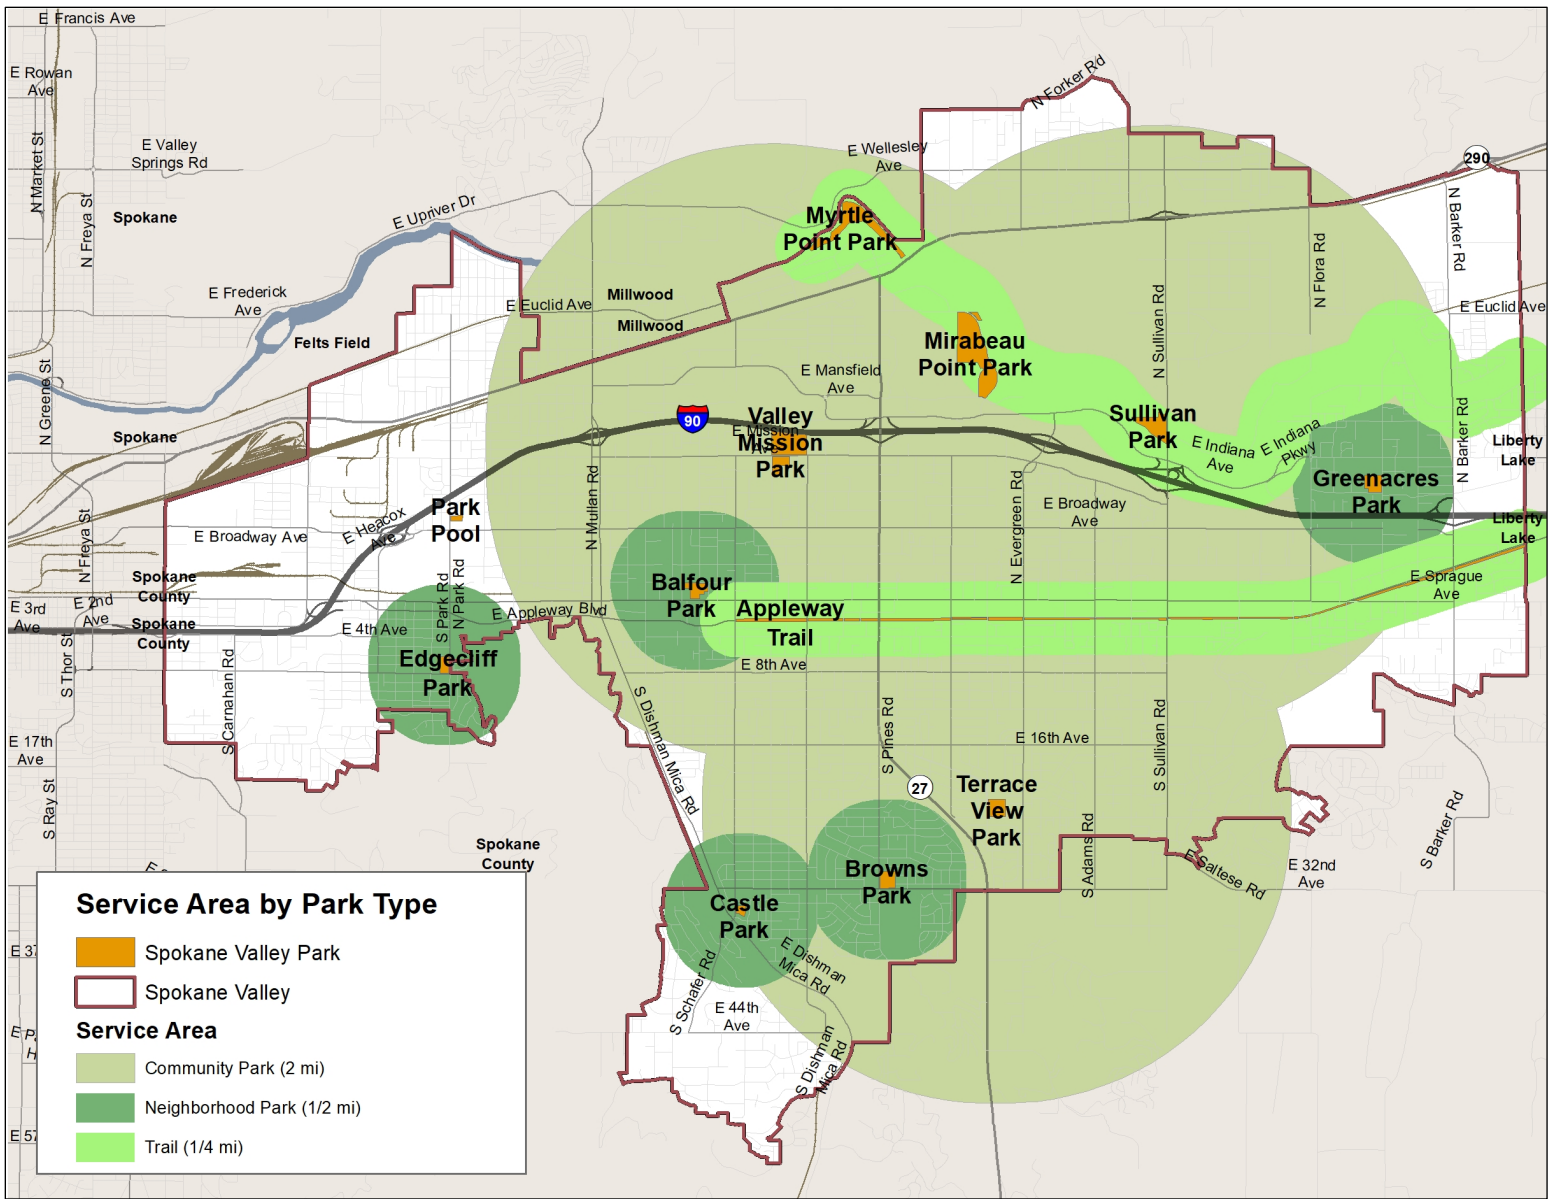 E Francis Ave
E Rowan
Ave
N Market St
E Valley
Springs Rd
N Freya St
Spokane
E Upriver Dr
E Frederick
Ave
Felts Field
N Greene St
Spokane
E Euclid Ave
Millwood
Millwood
E Wellesley
Ave
N Forker Rd
290
Myrtle
Point Park
N Barker Rd
N Flora Rd
E Euclid Ave
N Sullivan Rd
Mirabeau
Point Park
E Mansfield
Ave
90
Valley
Mission
Park
E Mission
Ave
Sullivan
Park
E Indiana
Ave
E Indiana
Pkwy
N Barker Rd
Liberty
Lake
Greenacres
Park
Liberty
Lake
Park
Pool
E Heacox
Ave
E Broadway Ave
N Freya St
N Mullan Rd
N Evergreen Rd
E Broadway
Ave
Spokane
County
Spokane
County
E 3rd
Ave
E 2nd
Ave
S Thor St
E 4th Ave
S Park Rd
N Park Rd
E Appleway Blvd
Balfour
Park
Appleway
Trail
E Sprague
Ave
E 8th Ave
Edgecliff
Park
S Carnahan Rd
E 17th
Ave
S Ray St
S Dishman Mica Rd
S Pines Rd
E 16th Ave
S Sullivan Rd
27
Terrace
View
Park
S Adams Rd
S Barker Rd
E Saltese Rd
E 32nd
Ave
Spokane
County
Browns
Park
Castle
Park
E Dishman
Mica Rd
S Schafer Rd
E 44th
Ave
S Dishman
Mica Rd
E 37
E 57
Service Area by Park Type
Spokane Valley Park
Spokane Valley
Service Area
Community Park (2 mi)
Neighborhood Park (1/2 mi)
Trail (1/4 mi)